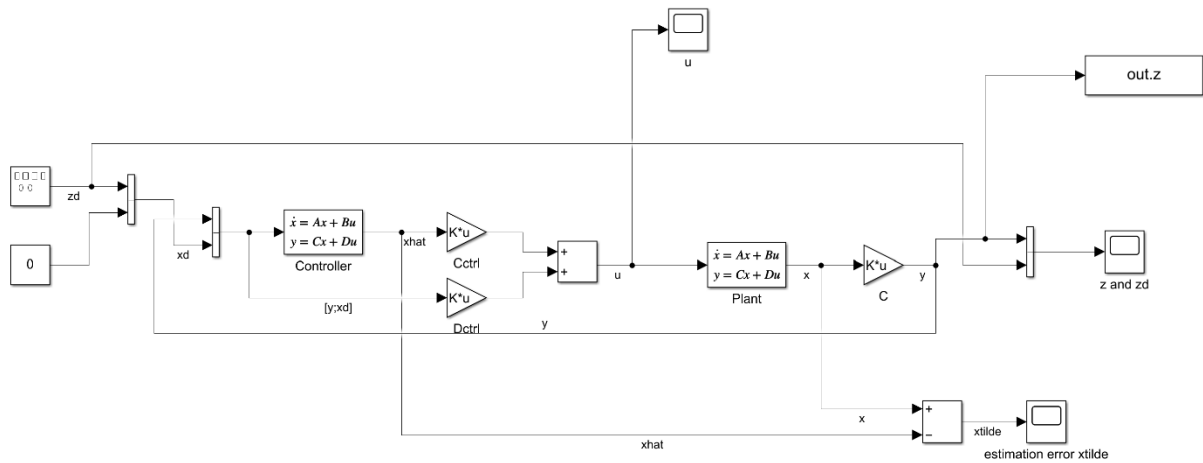 u
out.z
zd
0
xd
ẋ = Ax + Bu
y = Cx + Du
Controller
xhat
K*u
Cctrl
K*u
Dctrl
[y;xd]
+
+
u
ẋ = Ax + Bu
y = Cx + Du
Plant
x
K*u
C
y
z and zd
y
x
xhat
+
−
xtilde
estimation error xtilde